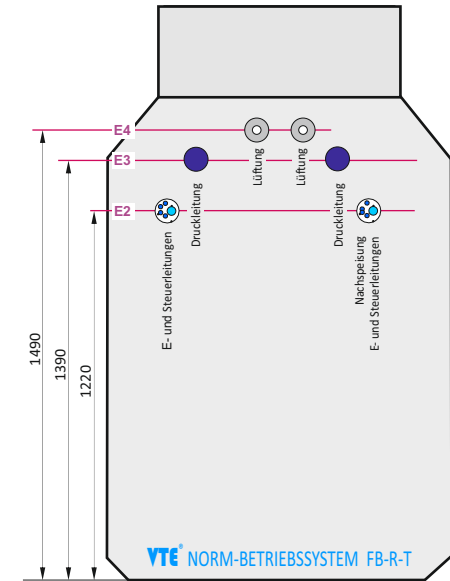 E4
E3
E2
Lüftung
Lüftung
Druckleitung
Druckleitung
E- und Steuerleitungen
Nachspeisung
E- und Steuerleitungen
1490
1390
1220
VTE® NORM-BETRIEBSSYSTEM FB-R-T